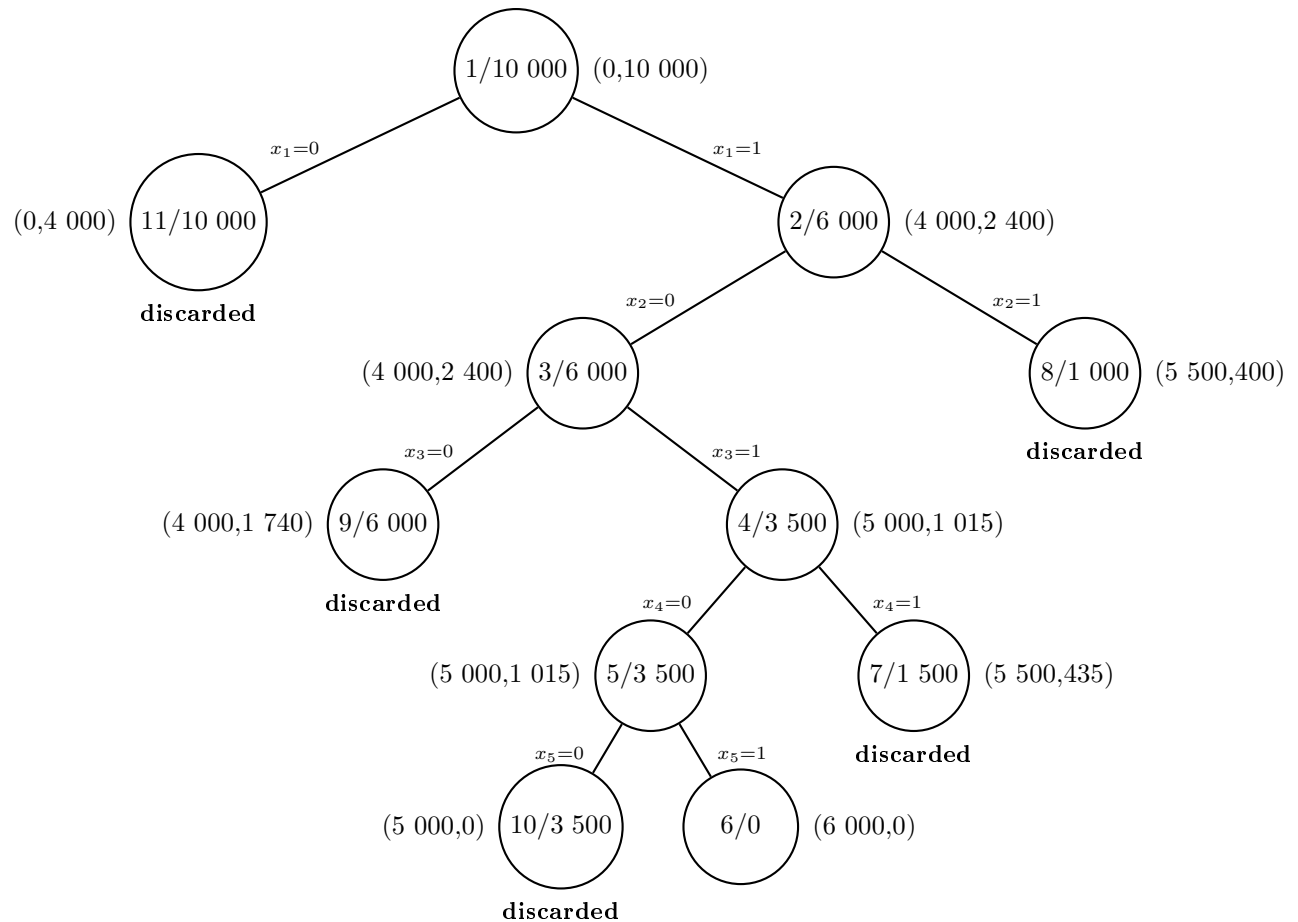 1/10 000 (0,10 000)
x₁=0 x₁=1
(0,4 000) 11/10 000 2/6 000 (4 000,2 400)
discarded
x₂=0 x₂=1
(4 000,2 400) 3/6 000 8/1 000 (5 500,400)
discarded
x₃=0 x₃=1
(4 000,1 740) 9/6 000 4/3 500 (5 000,1 015)
discarded
x₄=0 x₄=1
(5 000,1 015) 5/3 500 7/1 500 (5 500,435)
discarded
x₅=0 x₅=1
(5 000,0) 10/3 500 6/0 (6 000,0)
discarded